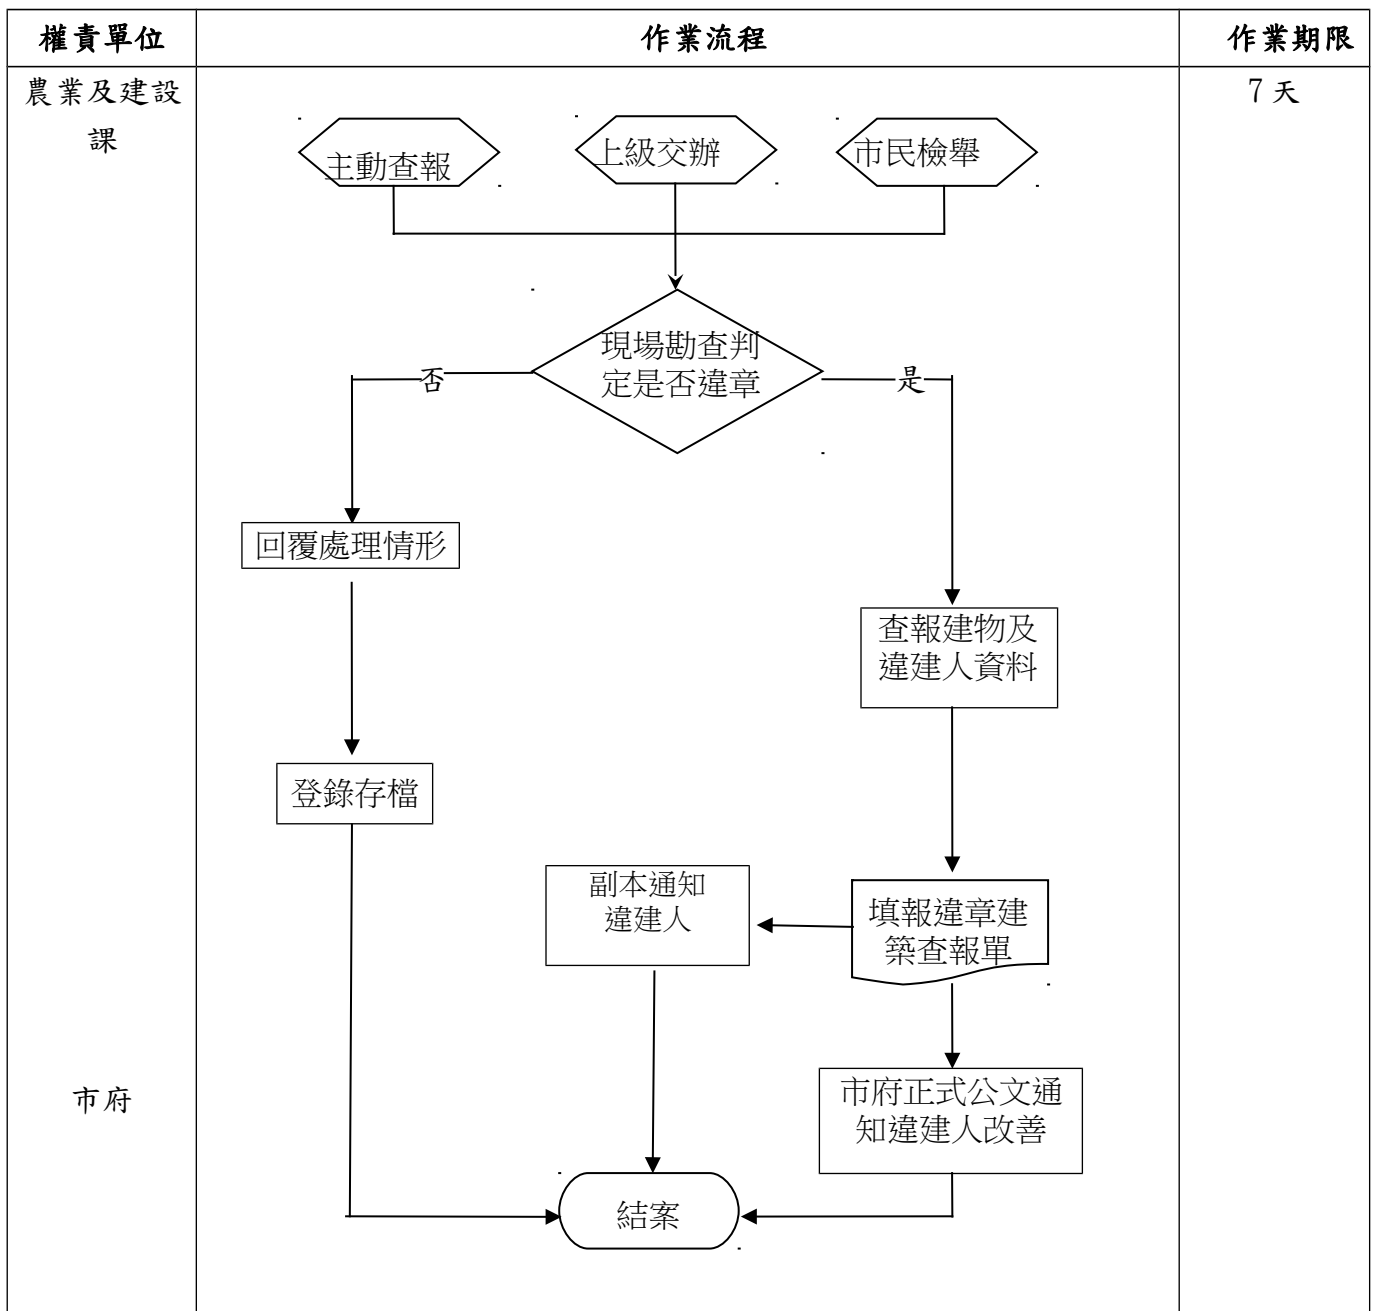 權責單位
作業流程
作業期限
農業及建設
課
7天
主動查報
上級交辦
市民檢舉
現場勘查判
定是否違章
否
是
回覆處理情形
查報建物及
違建人資料
登錄存檔
副本通知
違建人
填報違章建
築查報單
市府
市府正式公文通
知違建人改善
結案